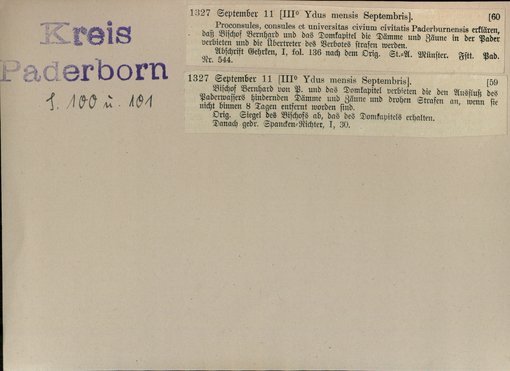 Kreis
Paderborn
S. 100 u. 101
1327 September 11 [III⁰ Ydus mensis Septembris]. [60
Proconsules, consules et universitas civium civitatis Paderburnensis erklären,
daß Bischof Bernhard und das Domkapitel die Dämme und Zäune in der Pader
verbieten und die Übertreter des Verbotes strafen werden.
Abschrift Gehrken, I, fol. 136 nach dem Orig. St.-A. Münster. Fstt. Pad.
Nr. 544.
1327 September 11 [III⁰ Ydus mensis Septembris]. [59
Bischof Bernhard von P. und das Domkapitel verbieten die den Ausfluß des
Paderwassers hindernden Dämme und Zäune und drohen Strafen an, wenn sie
nicht binnen 8 Tagen entfernt worden sind.
Orig. Siegel des Bischofs ab, das des Domkapitels erhalten.
Danach gedr. Spancken-Richter, I, 30.